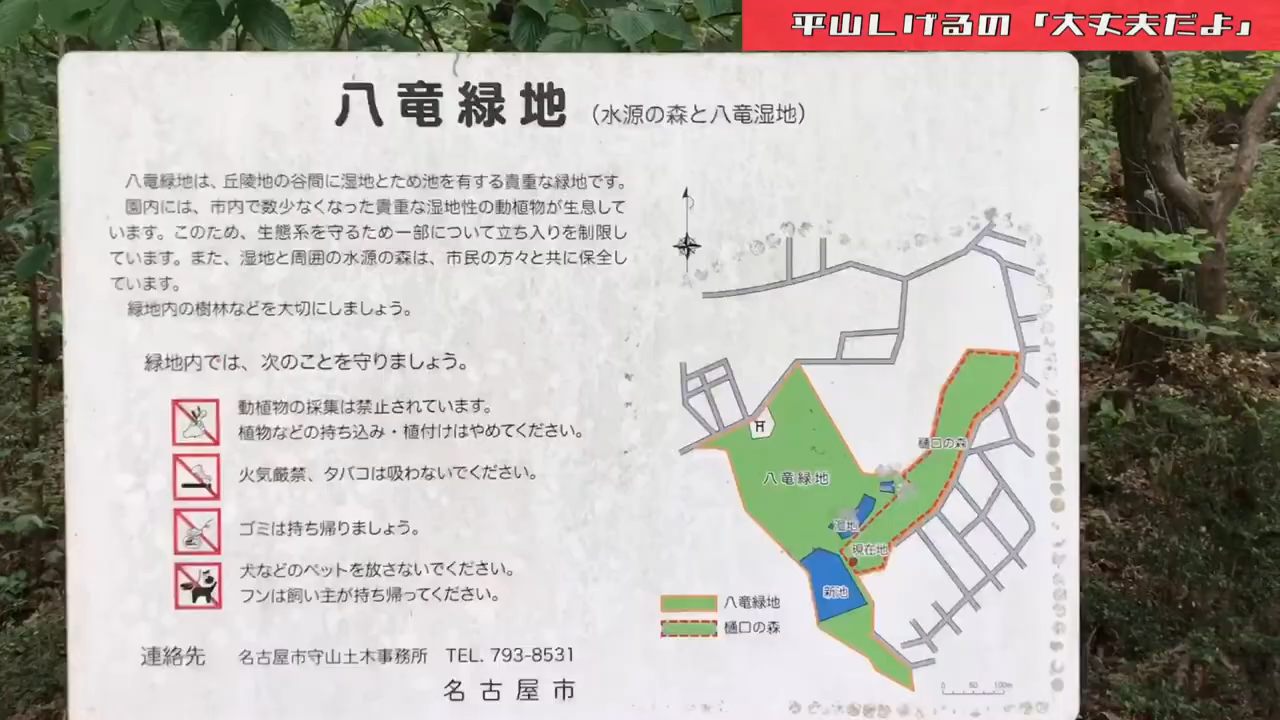 平山しげるの「大丈夫だよ」
八竜緑地 (水源の森と八竜湿地)
八竜緑地は、丘陵地の谷間に湿地とため池を有する貴重な緑地です。
園内には、市内で数少なくなった貴重な湿地性の動植物が生息して
います。このため、生態系を守るため一部について立ち入りを制限し
ています。また、湿地と周囲の水源の森は、市民の方々と共に保全し
ています。
緑地内の樹林などを大切にしましょう。
緑地内では、次のことを守りましょう。
動植物の採集は禁止されています。
植物などの持ち込み・植付けはやめてください。
火気厳禁、タバコは吸わないでください。
ゴミは持ち帰りましょう。
犬などのペットを放さないでください。
フンは飼い主が持ち帰ってください。
連絡先 名古屋市守山土木事務所 TEL. 793-8531
名古屋市
樋口の森
八竜緑地
湿地
現在地
新池
八竜緑地
樋口の森
0 50 100m